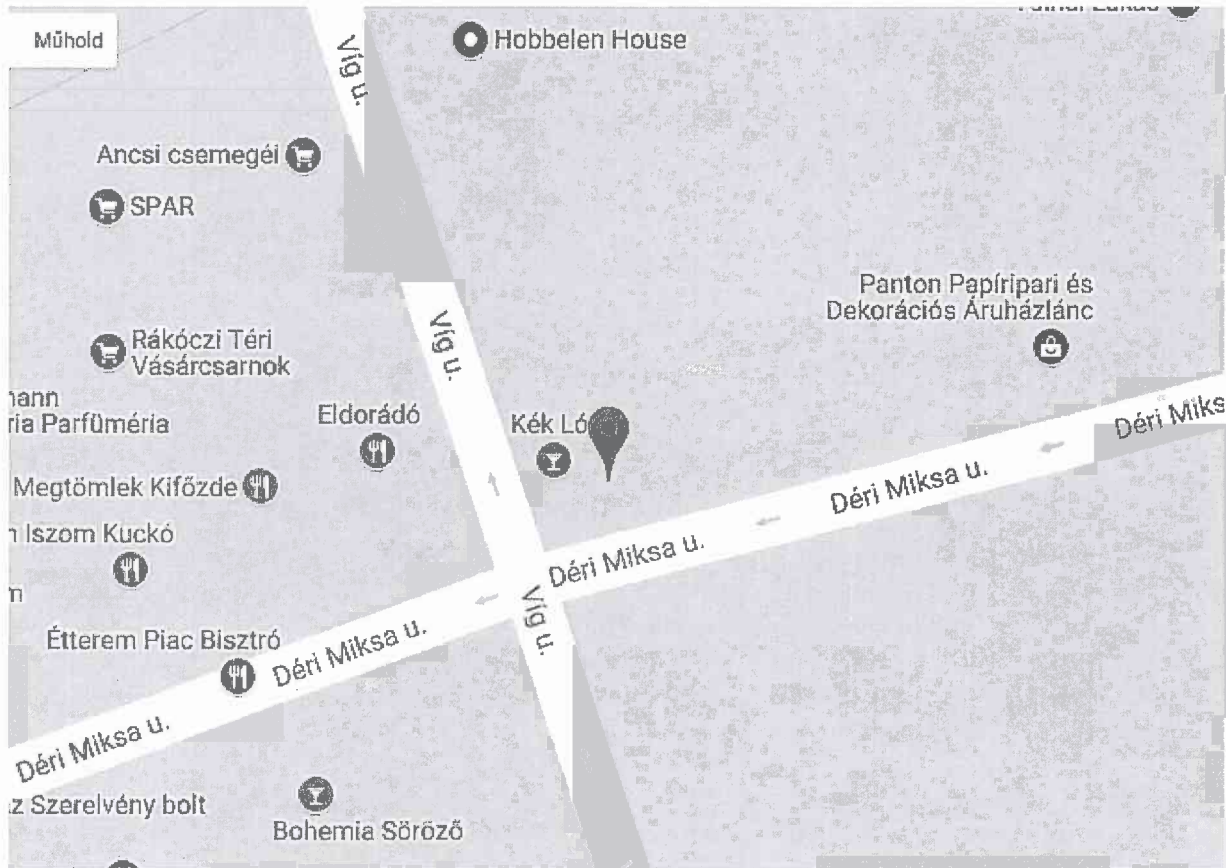 Műhold
Víg u.
Hobbelen House
Ancsi csemegéi
SPAR
Panton Papíripari és
Dekorációs Áruházlánc
Rákóczi Téri
Vásárcsarnok
Víg u.
nann
ria Parfüméria
Eldorádó
Kék Ló
Déri Miks
Megtömlek Kifőzde
Déri Miksa u.
Iszom Kuckó
Déri Miksa u.
m
Víg u.
Étterem Piac Bisztró
Déri Miksa u.
Déri Miksa u.
z Szerelvény bolt
Bohemia Söröző